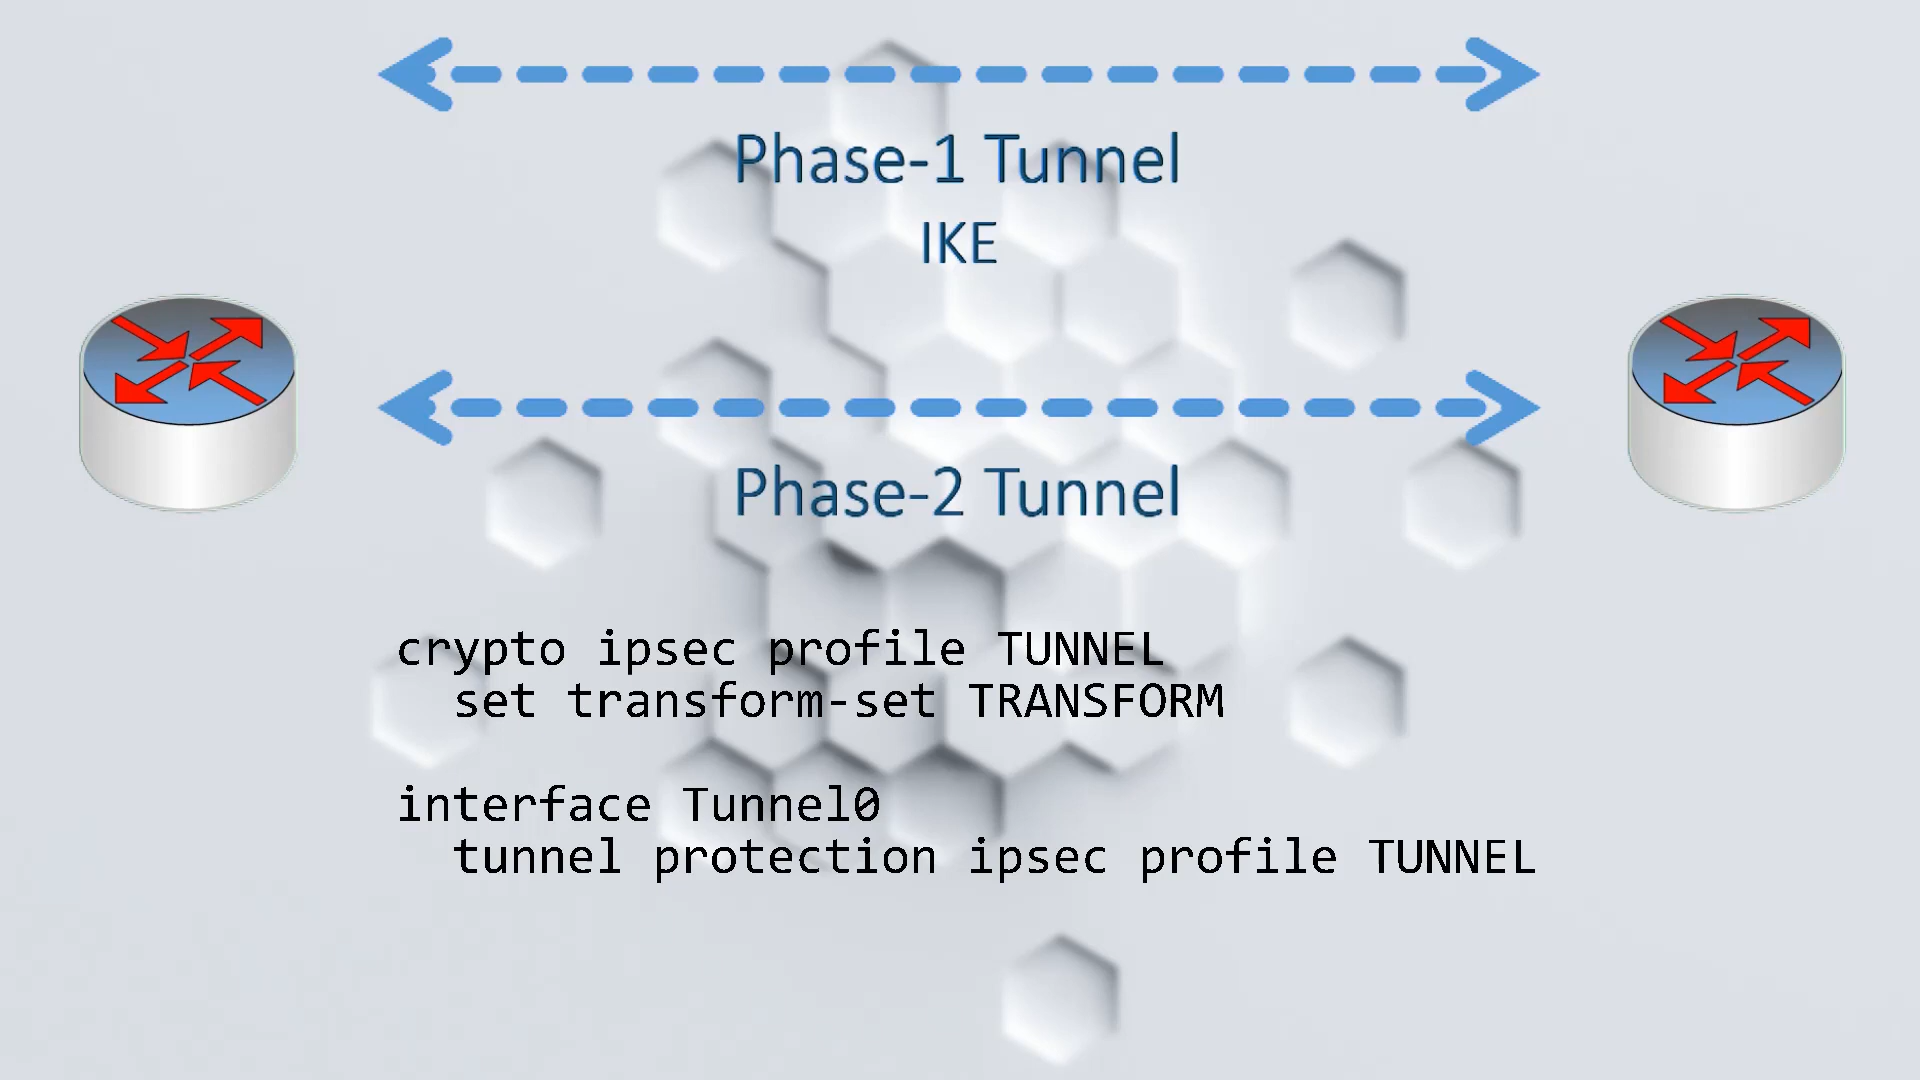 Phase-1 Tunnel
IKE
Phase-2 Tunnel
crypto ipsec profile TUNNEL
  set transform-set TRANSFORM
interface Tunnel0
  tunnel protection ipsec profile TUNNEL